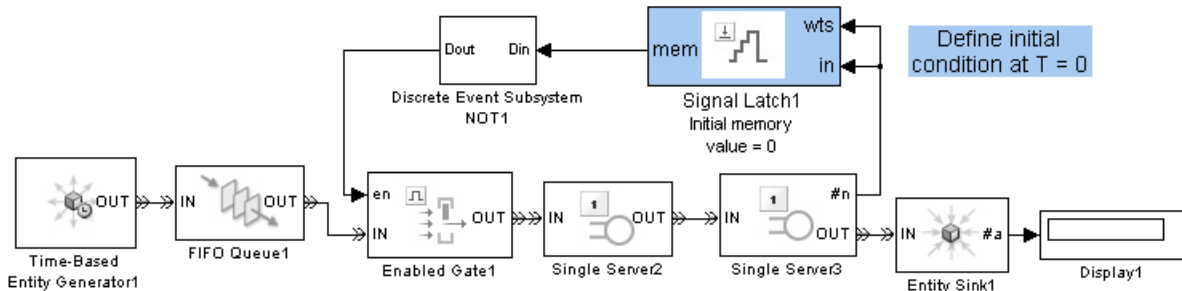 wts
mem
in
Define initial
condition at T = 0
Dout
Din
Discrete Event Subsystem
NOT1
Signal Latch1
Initial memory
value = 0
OUT
IN
OUT
en
IN
OUT
1
IN
OUT
1
IN
#n
OUT
IN
#a
Time-Based
Entity Generator1
FIFO Queue1
Enabled Gate1
Single Server2
Single Server3
Entity Sink1
Display1